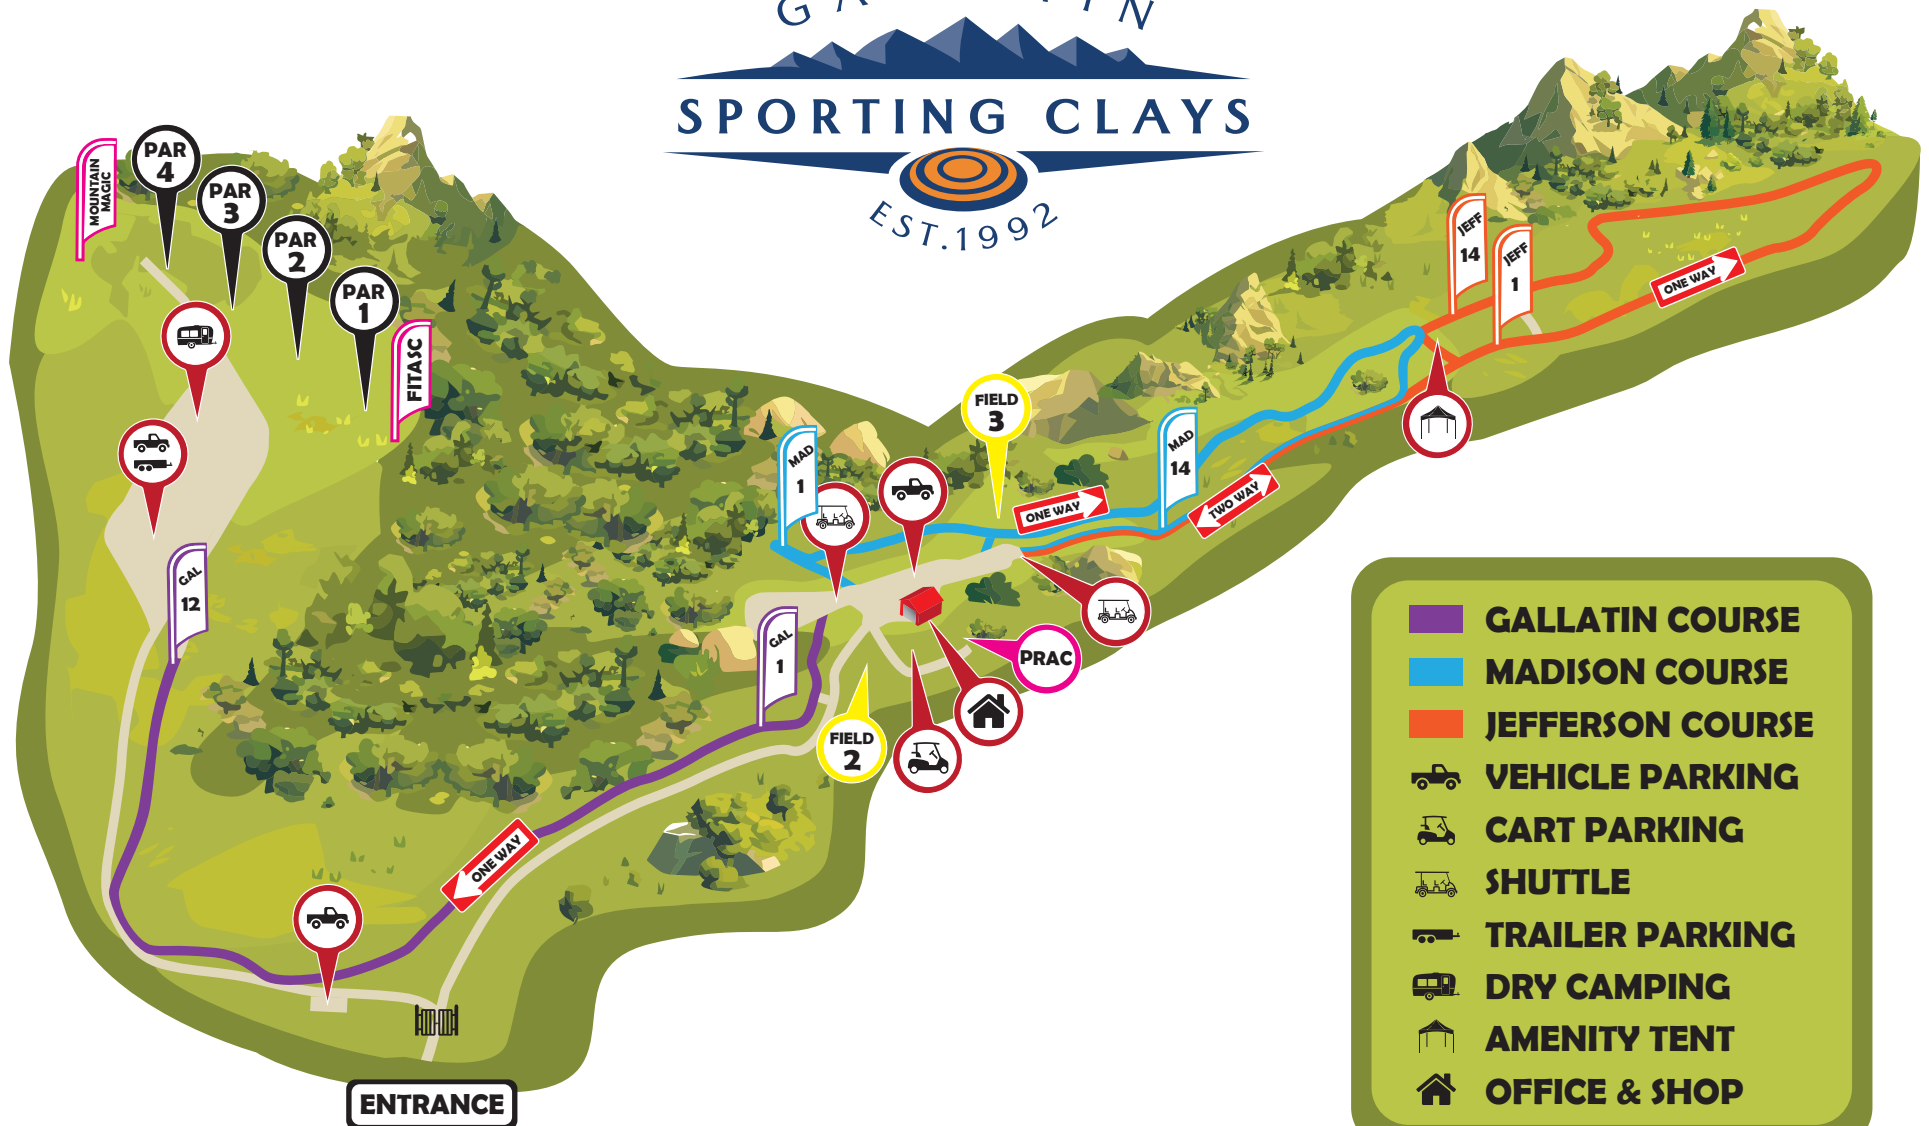 SPORTING CLAYS
EST.1992
MOUNTAIN
MAGIC
PAR
4
PAR
3
PAR
2
PAR
1
FITASC
JEFF
14
JEFF
1
ONE WAY
FIELD
3
MAD
1
MAD
14
ONE WAY
TWO WAY
GAL
12
GAL
1
PRAC
FIELD
2
ONE WAY
ENTRANCE
GALLATIN COURSE
MADISON COURSE
JEFFERSON COURSE
VEHICLE PARKING
CART PARKING
SHUTTLE
TRAILER PARKING
DRY CAMPING
AMENITY TENT
OFFICE & SHOP